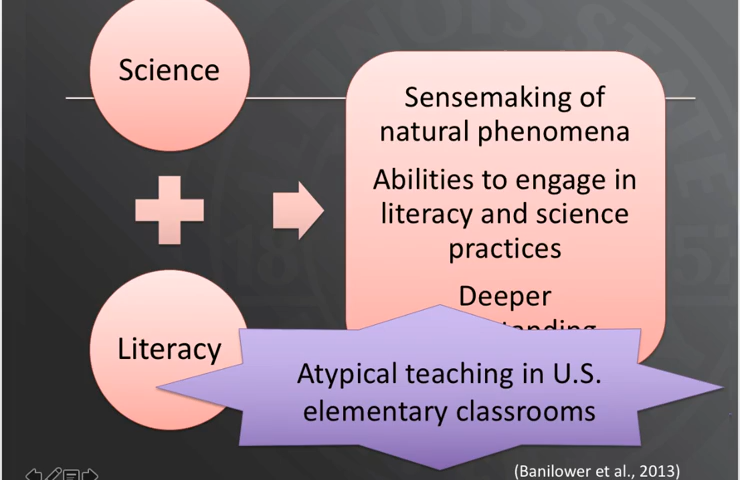 Science
Sensemaking of
natural phenomena
Abilities to engage in
literacy and science
practices
Deeper
Literacy
Atypical teaching in U.S.
elementary classrooms
(Banilower et al., 2013)